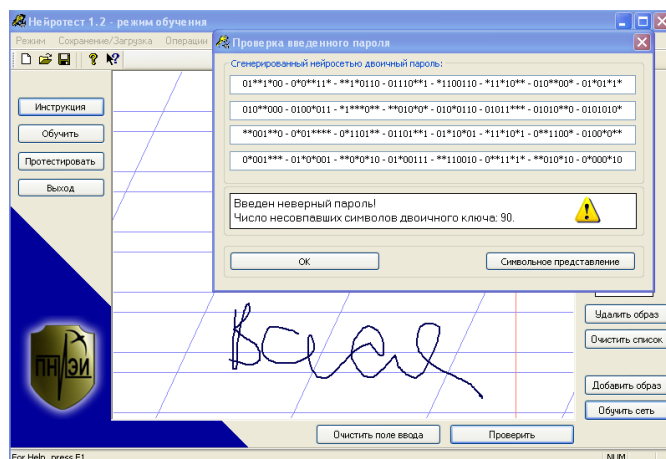 Нейротест 1.2 - режим обучения
Режим Сохранение/Загрузка Операции
Проверка введенного пароля
Сгенерированный нейросетью двоичный пароль:
01**1*00 - 0*0**11* - **1*0110 - 01110**1 - *1100110 - *11*10** - 010**00* - 01*01*1*
010**000 - 0100*011 - *1***0** - **010*0* - 010*0110 - 01011*** - 01010**0 - 0101010*
**001**0 - 0*01**** - 0*1101** - 01101**1 - 01*10*01 - *11*10*1 - 0**1100* - 0100*0**
0*001*** - 01*0*001 - **0*0*10 - 01*00111 - **110010 - 0**11*1* - **010*10 - 0*000*10
Введен неверный пароль!
Число несовпавших символов двоичного ключа: 90.
OK
Символьное представление
Инструкция
Обучить
Протестировать
Выход
ПНИЭИ
Удалить образ
Очистить список
Добавить образ
Обучить сеть
Очистить поле ввода
Проверить
For Help, press F1
NUM